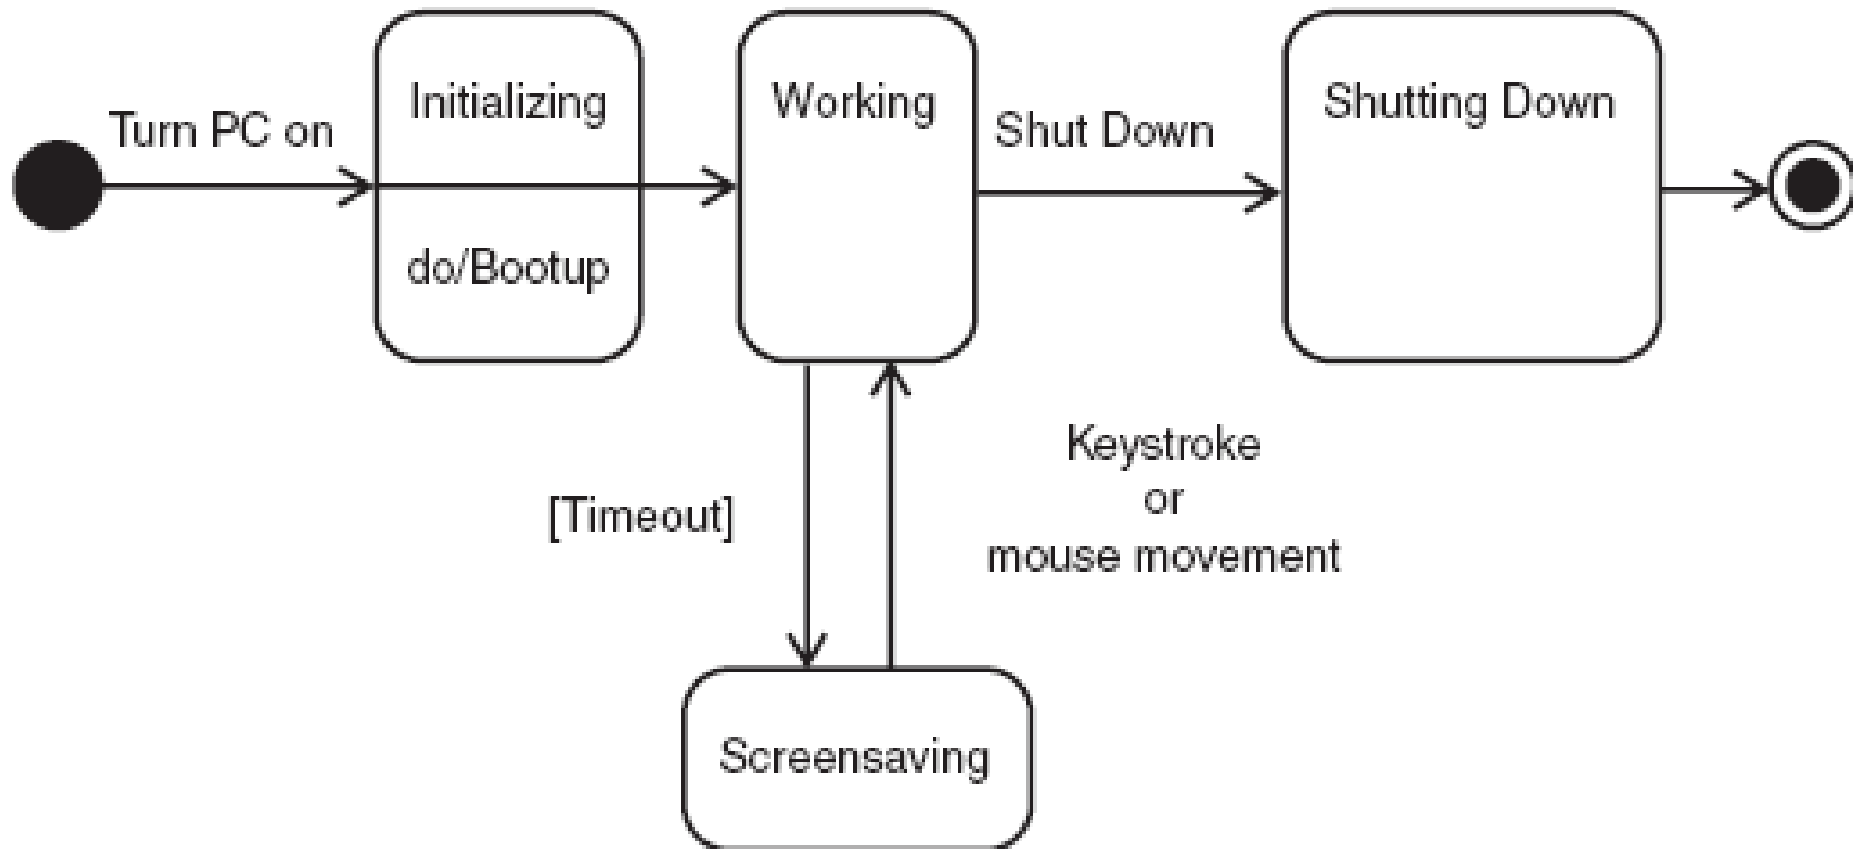 Turn PC on
Initializing
do/Bootup
Working
Shut Down
Shutting Down
[Timeout]
Keystroke
or
mouse movement
Screensaving